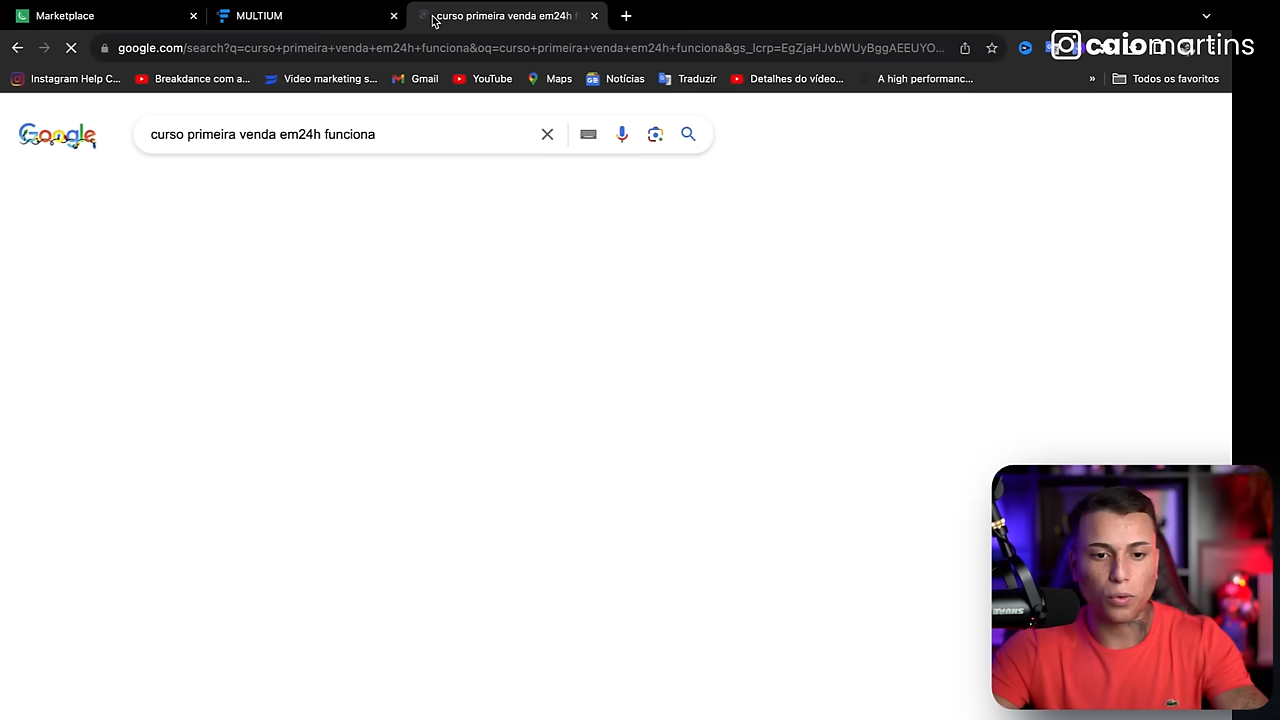 Marketplace
MULTIUM
curso primeira venda em24h f
google.com/search?q=curso+primeira+venda+em24h+funciona&oq=curso+primeira+venda+em24h+funciona&gs_lcrp=EgZjaHJvbWUyBggAEEUYO...
caiomartins
Instagram Help C...
Breakdance com a...
Video marketing s...
Gmail
YouTube
Maps
Notícias
Traduzir
Detalhes do vídeo...
A high performanc...
»
Todos os favoritos
Google
curso primeira venda em24h funciona
SHURE